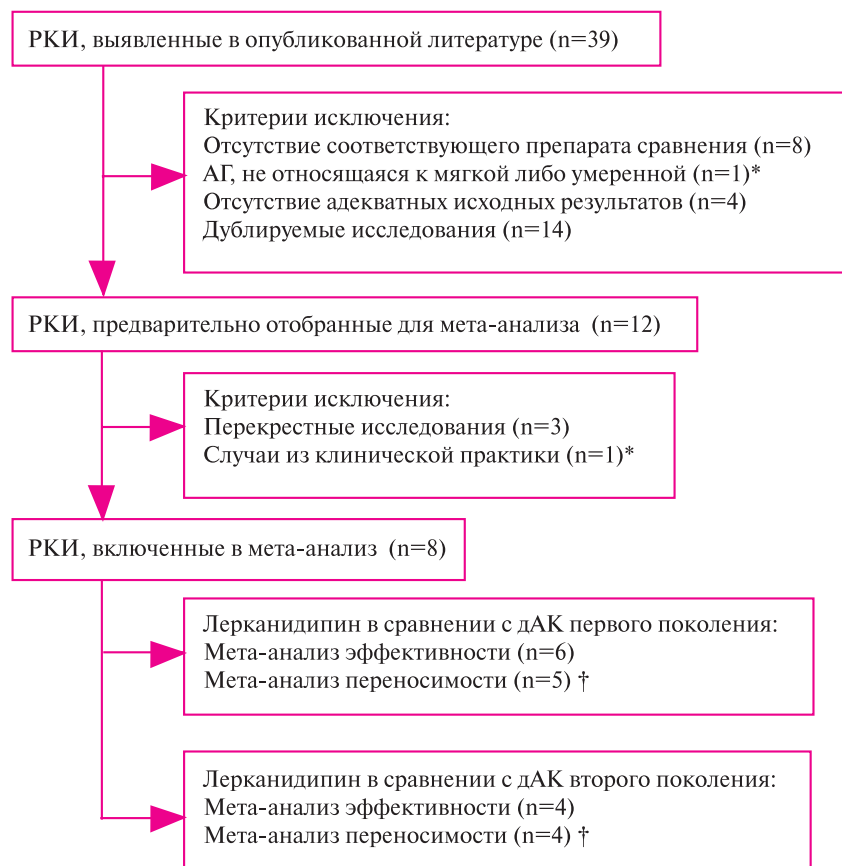 РКИ, выявленные в опубликованной литературе (n=39)
Критерии исключения:
Отсутствие соответствующего препарата сравнения (n=8)
АГ, не относящаяся к мягкой либо умеренной (n=1)*
Отсутствие адекватных исходных результатов (n=4)
Дублируемые исследования (n=14)
РКИ, предварительно отобранные для мета-анализа (n=12)
Критерии исключения:
Перекрестные исследования (n=3)
Случаи из клинической практики (n=1)*
РКИ, включенные в мета-анализ (n=8)
Лерканидипин в сравнении с дАК первого поколения:
Мета-анализ эффективности (n=6)
Мета-анализ переносимости (n=5) †
Лерканидипин в сравнении с дАК второго поколения:
Мета-анализ эффективности (n=4)
Мета-анализ переносимости (n=4) †